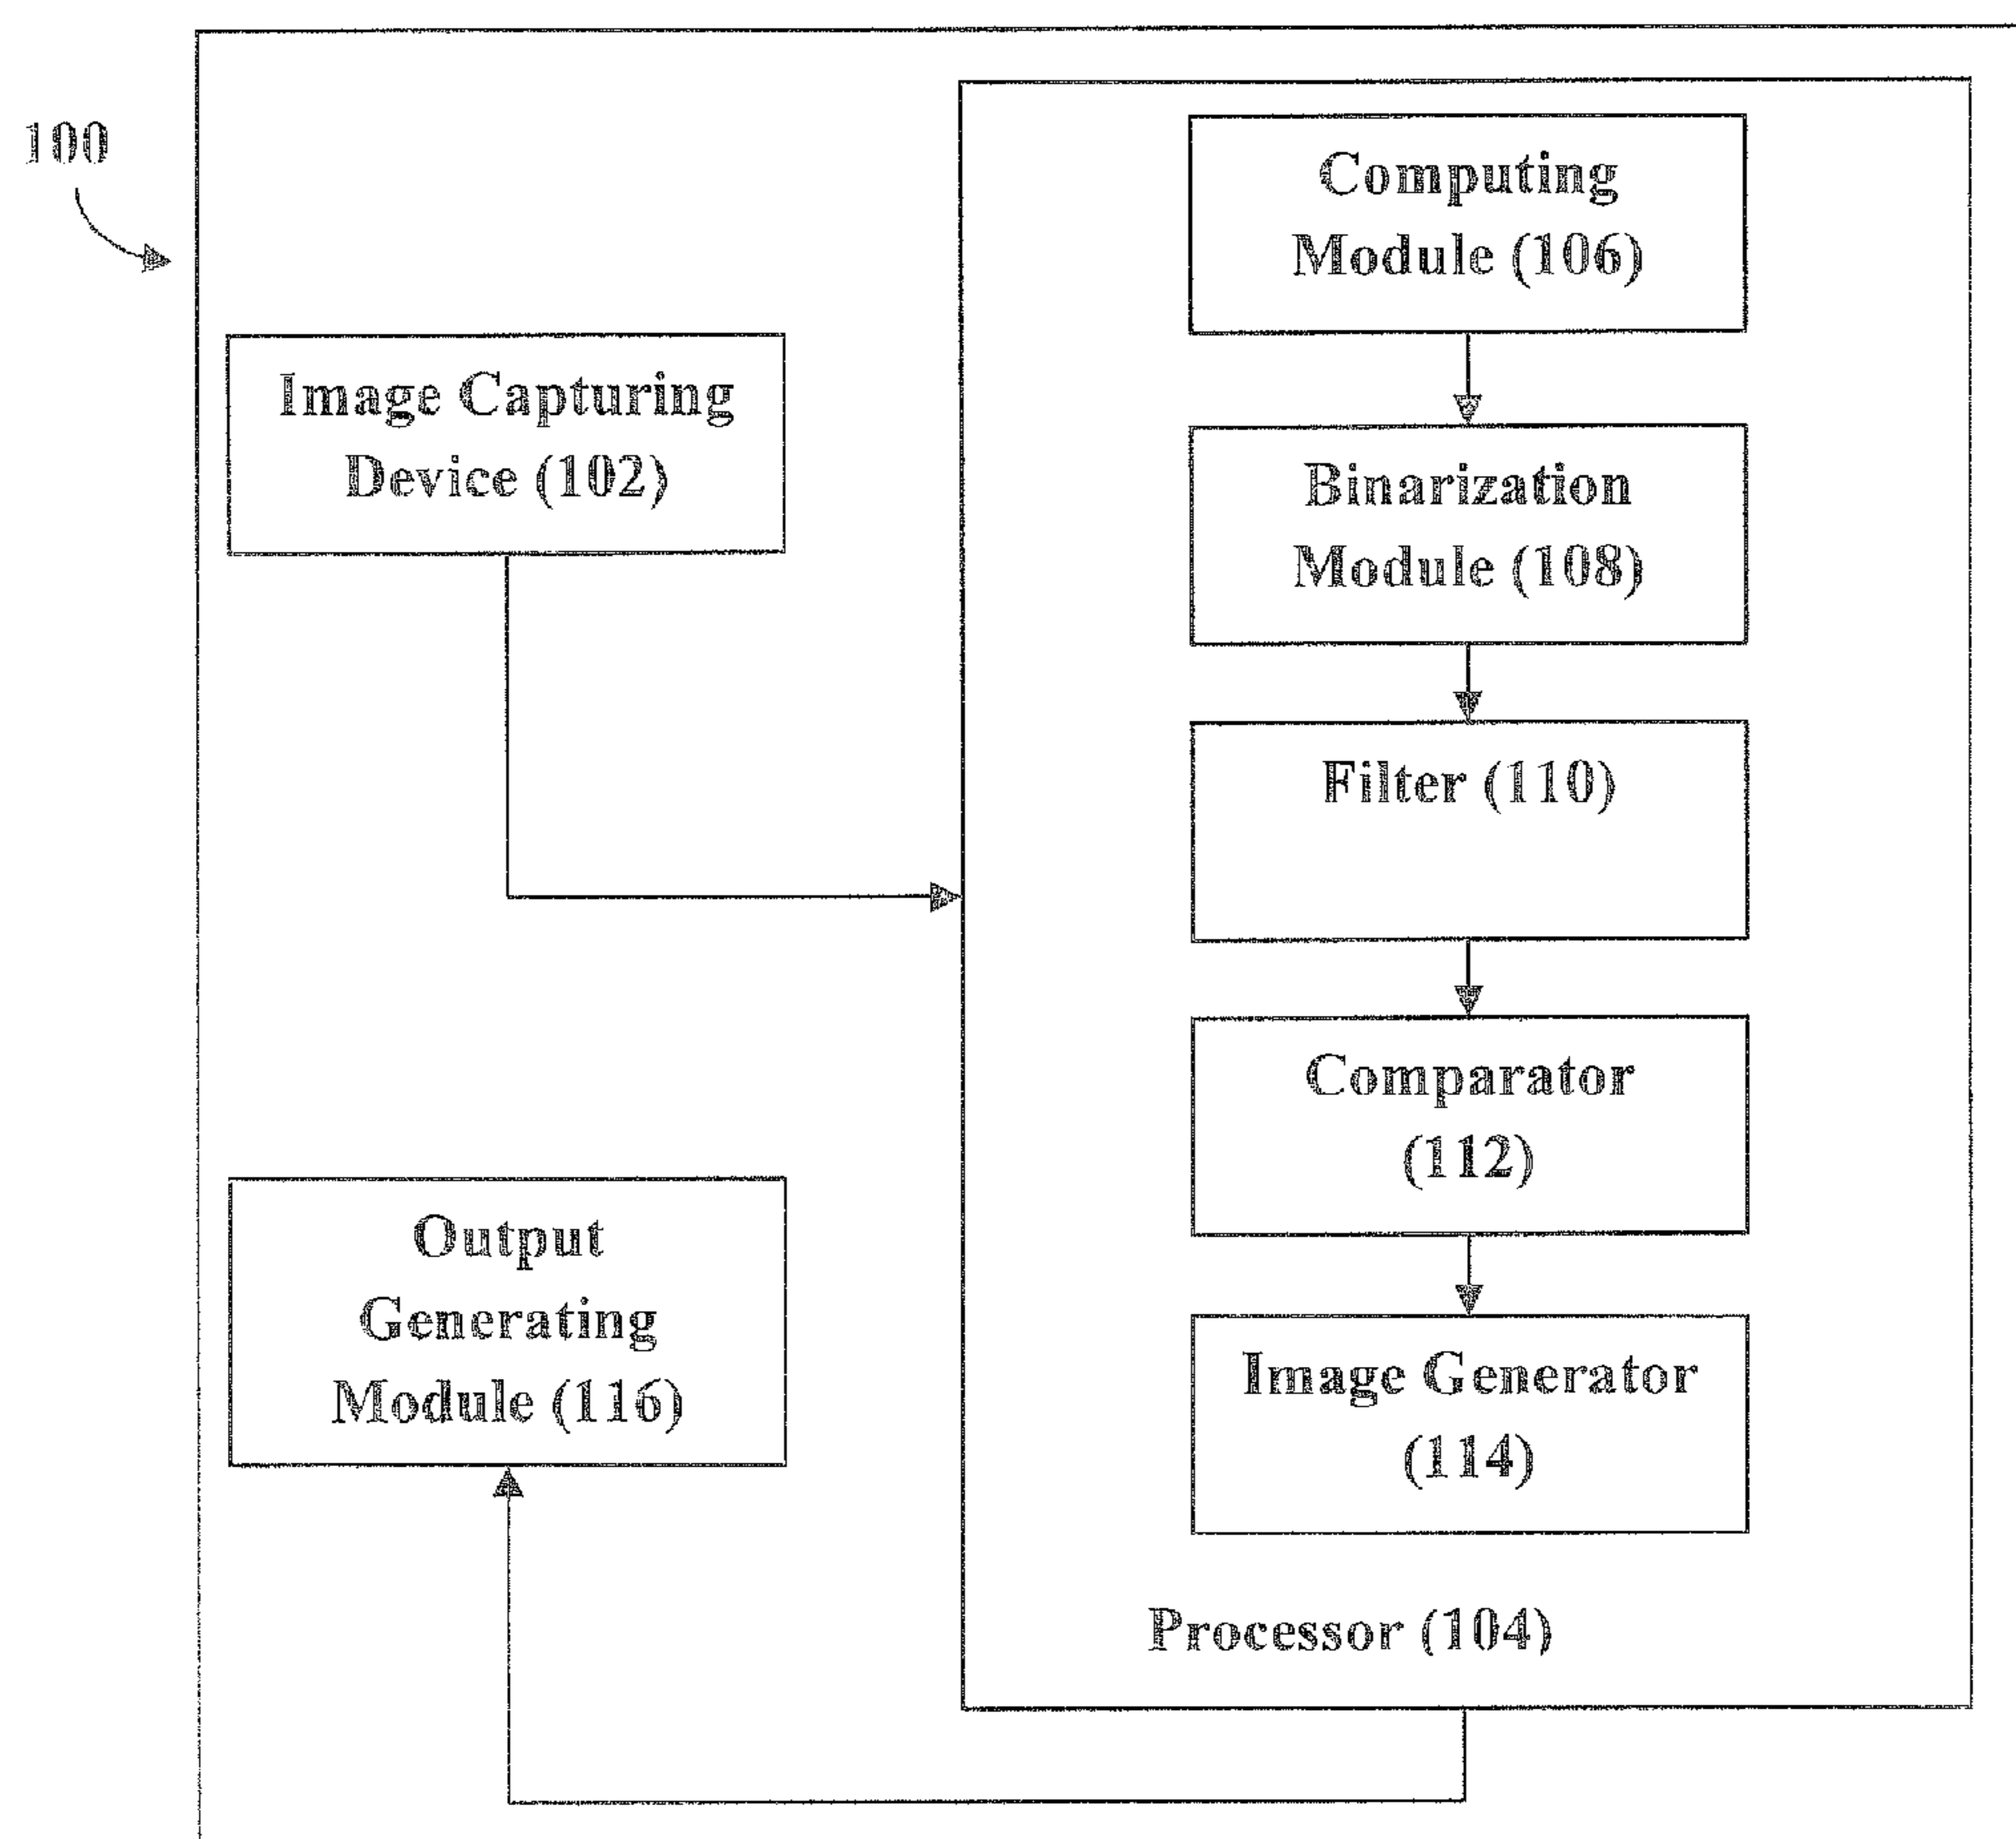 100
Image Capturing
Device (102)
Output
Generating
Module (116)
Computing
Module (106)
Binarization
Module (108)
Filter (110)
Comparator
(112)
Image Generator
(114)
Processor (104)